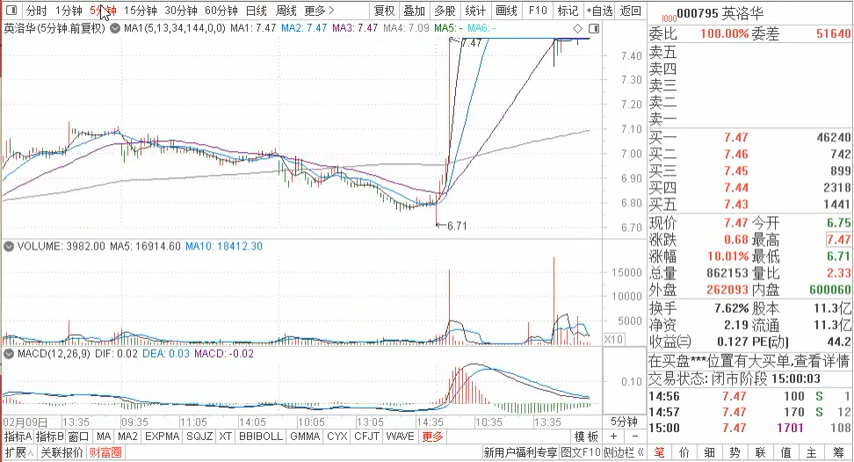 分时 1分钟 5分钟 15分钟 30分钟 60分钟 日线 周线 更多 > 复权 叠加 多股 统计 画线 F10 标记 +自选 返回
英洛华(5分钟.前复权) MA1(5,13,34,144,0,0) MA1: 7.47 MA2: 7.47 MA3: 7.47 MA4: 7.09 MA5: - MA6: -
7.47
7.40
7.30
7.20
7.10
7.00
6.90
6.80
6.70
6.71
VOLUME: 3982.00 MA5: 16914.60 MA10: 18412.30
15000
10000
5000
X10
MACD(12,26,9) DIF: 0.02 DEA: 0.03 MACD: -0.02
0.10
02月09日 13:35 09:35 13:35 11:05 14:05 10:05 13:05 14:35 10:35 13:35 5分钟
指标A 指标B 窗口 MA MA2 EXPMA SQJZ XT BBIBOLL GMMA CYX CFJT WAVE 更多 模板 + -
扩展∧ 关联报价 财富圈 新用户福利专享 图文F10 侧边栏《
1000 000795 英洛华
委比 100.00% 委差 51640
卖五
卖四
卖三
卖二
卖一
买一 7.47 46240
买二 7.46 742
买三 7.45 899
买四 7.44 2318
买五 7.43 1441
现价 7.47 今开 6.75
涨跌 0.68 最高 7.47
涨幅 10.01% 最低 6.71
总量 862153 量比 2.33
外盘 262093 内盘 600060
换手 7.62% 股本 11.3亿
净资 2.19 流通 11.3亿
收益㈢ 0.127 PE(动) 44.2
在买盘***位置有大买单,查看详情
交易状态: 闭市阶段 15:00:03
14:56 7.47 100 S 1
14:57 7.47 170 S 12
15:00 7.47 1701 108
笔 价 细 势 联 值 主 筹